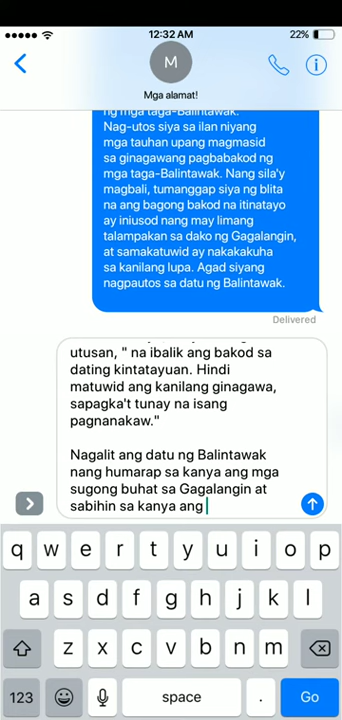 12:32 AM
22%
M
Mga alamat!
ng mga taga-Balintawak.
Nag-utos siya sa ilan niyang
mga tauhan upang magmasid
sa ginagawang pagbabakod ng
mga taga-Balintawak. Nang sila'y
magbali, tumanggap siya ng blita
na ang bagong bakod na itinatayo
ay iniusod nang may limang
talampakan sa dako ng Gagalangin,
at samakatuwid ay nakakakuha
sa kanilang lupa. Agad siyang
nagpautos sa datu ng Balintawak.
Delivered
utusan, " na ibalik ang bakod sa
dating kintatayuan. Hindi
matuwid ang kanilang ginagawa,
sapagka't tunay na isang
pagnanakaw."
Nagalit ang datu ng Balintawak
nang humarap sa kanya ang mga
sugong buhat sa Gagalangin at
sabihin sa kanya ang
q w e r t y u i o p
a s d f g h j k l
z x c v b n m
123 space . Go